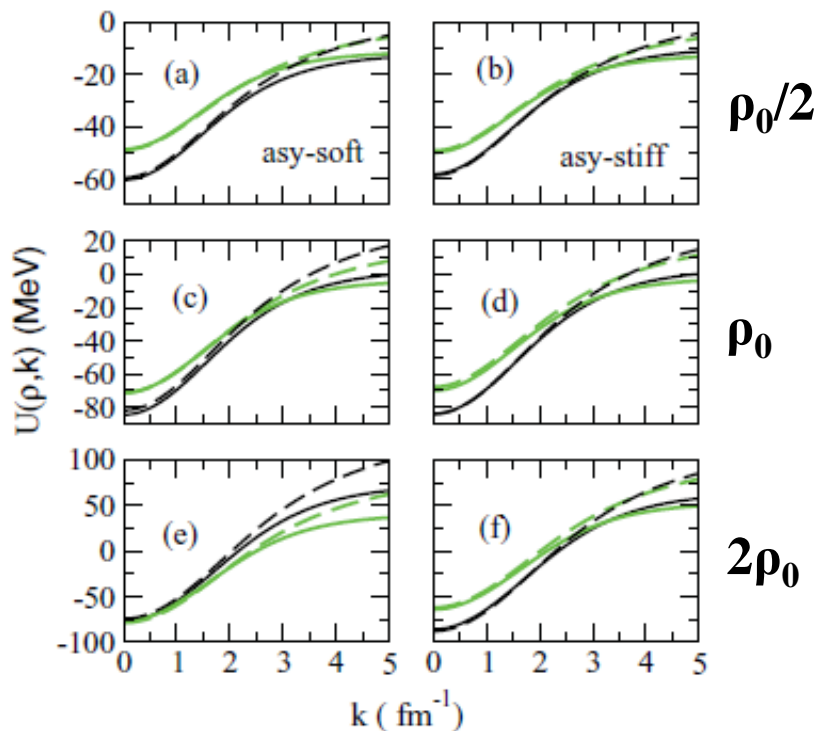 0
-20
-40
-60
(a)
asy-soft
(b)
asy-stiff
ρ0/2
20
0
-20
-40
-60
-80
(c)
(d)
ρ0
100
50
0
-50
-100
(e)
(f)
2ρ0
0 1 2 3 4 5
0 1 2 3 4 5
U(ρ,k) (MeV)
k ( fm-1)